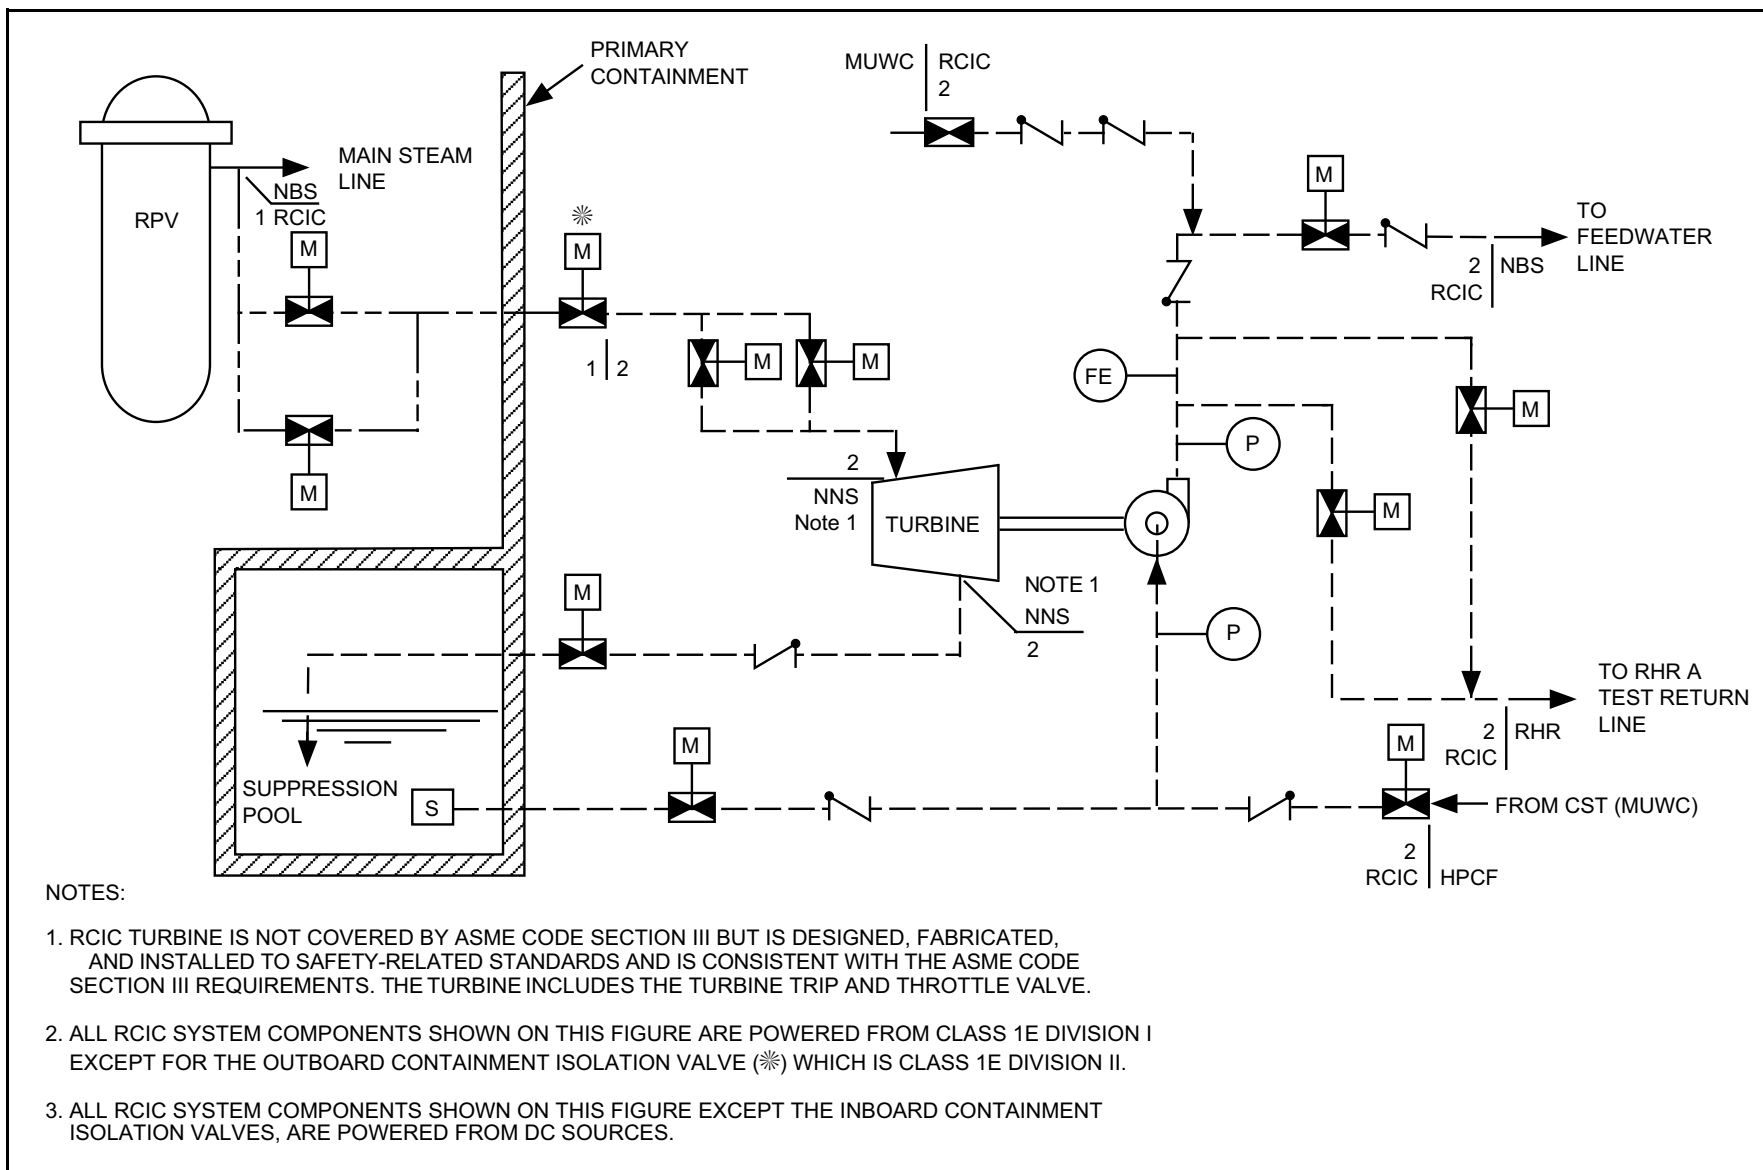 PRIMARY
CONTAINMENT
MUWC
RCIC
2
MAIN STEAM
LINE
NBS
1 RCIC
RPV
M
M
M
M
TO
FEEDWATER
LINE
2
NBS
RCIC
M
M
1
2
FE
M
M
P
2
NNS
Note 1
TURBINE
M
NOTE 1
NNS
2
M
P
TO RHR A
TEST RETURN
LINE
2
RHR
RCIC
M
M
SUPPRESSION
POOL
S
FROM CST (MUWC)
2
RCIC
HPCF
NOTES:
1. RCIC TURBINE IS NOT COVERED BY ASME CODE SECTION III BUT IS DESIGNED, FABRICATED,
AND INSTALLED TO SAFETY-RELATED STANDARDS AND IS CONSISTENT WITH THE ASME CODE
SECTION III REQUIREMENTS. THE TURBINE INCLUDES THE TURBINE TRIP AND THROTTLE VALVE.
2. ALL RCIC SYSTEM COMPONENTS SHOWN ON THIS FIGURE ARE POWERED FROM CLASS 1E DIVISION I
EXCEPT FOR THE OUTBOARD CONTAINMENT ISOLATION VALVE (❊) WHICH IS CLASS 1E DIVISION II.
3. ALL RCIC SYSTEM COMPONENTS SHOWN ON THIS FIGURE EXCEPT THE INBOARD CONTAINMENT
ISOLATION VALVES, ARE POWERED FROM DC SOURCES.